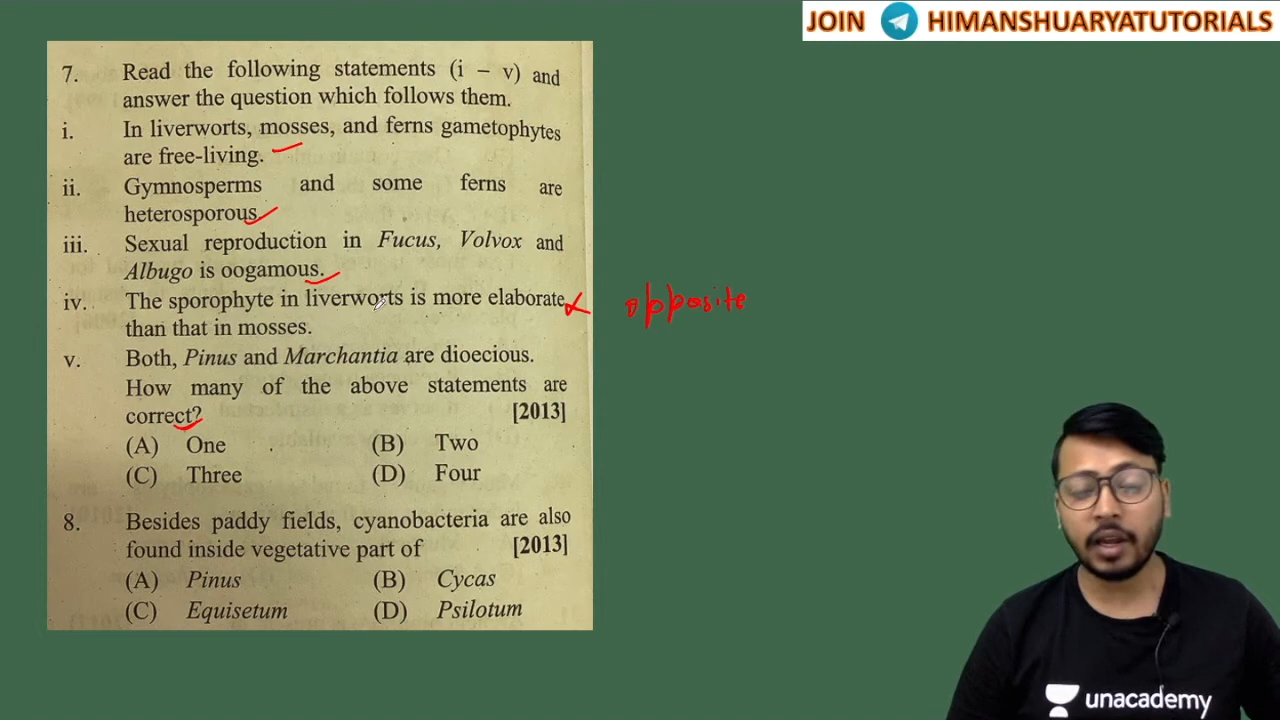 JOIN HIMANSHUARYATUTORIALS
7. Read the following statements (i – v) and
answer the question which follows them.
i. In liverworts, mosses, and ferns gametophytes
are free-living.
ii. Gymnosperms and some ferns are
heterosporous.
iii. Sexual reproduction in Fucus, Volvox and
Albugo is oogamous.
iv. The sporophyte in liverworts is more elaborate
than that in mosses.
opposite
v. Both, Pinus and Marchantia are dioecious.
How many of the above statements are
correct? [2013]
(A) One (B) Two
(C) Three (D) Four
8. Besides paddy fields, cyanobacteria are also
found inside vegetative part of [2013]
(A) Pinus (B) Cycas
(C) Equisetum (D) Psilotum
unacademy